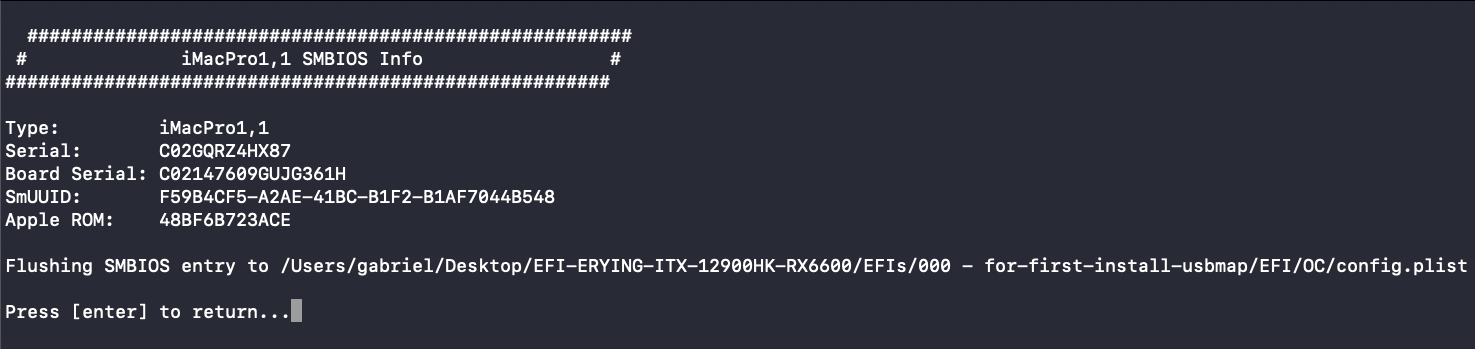 #######################################################
# iMacPro1,1 SMBIOS Info #
#######################################################
Type: iMacPro1,1
Serial: C02GQRZ4HX87
Board Serial: C02147609GUJG361H
SmUUID: F59B4CF5-A2AE-41BC-B1F2-B1AF7044B548
Apple ROM: 48BF6B723ACE
Flushing SMBIOS entry to /Users/gabriel/Desktop/EFI-ERYING-ITX-12900HK-RX6600/EFIs/000 - for-first-install-usbmap/EFI/OC/config.plist
Press [enter] to return...